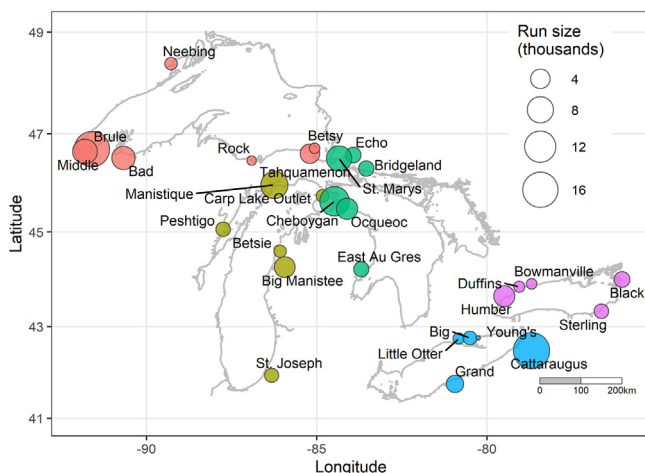 Run size
(thousands)
4
8
12
16
49
47
45
43
41
Latitude
Neebing
Brule
Middle
Bad
Rock
Betsy
Tahquamenon
Echo
Bridgeland
St. Marys
Manistique
Carp Lake Outlet
Cheboygan
Ocqueoc
Peshtigo
Betsie
Big Manistee
East Au Gres
St. Joseph
Bowmanville
Duffins
Humber
Black
Sterling
Big
Young's
Little Otter
Cattaraugus
Grand
0 100 200km
-90 -85 -80
Longitude